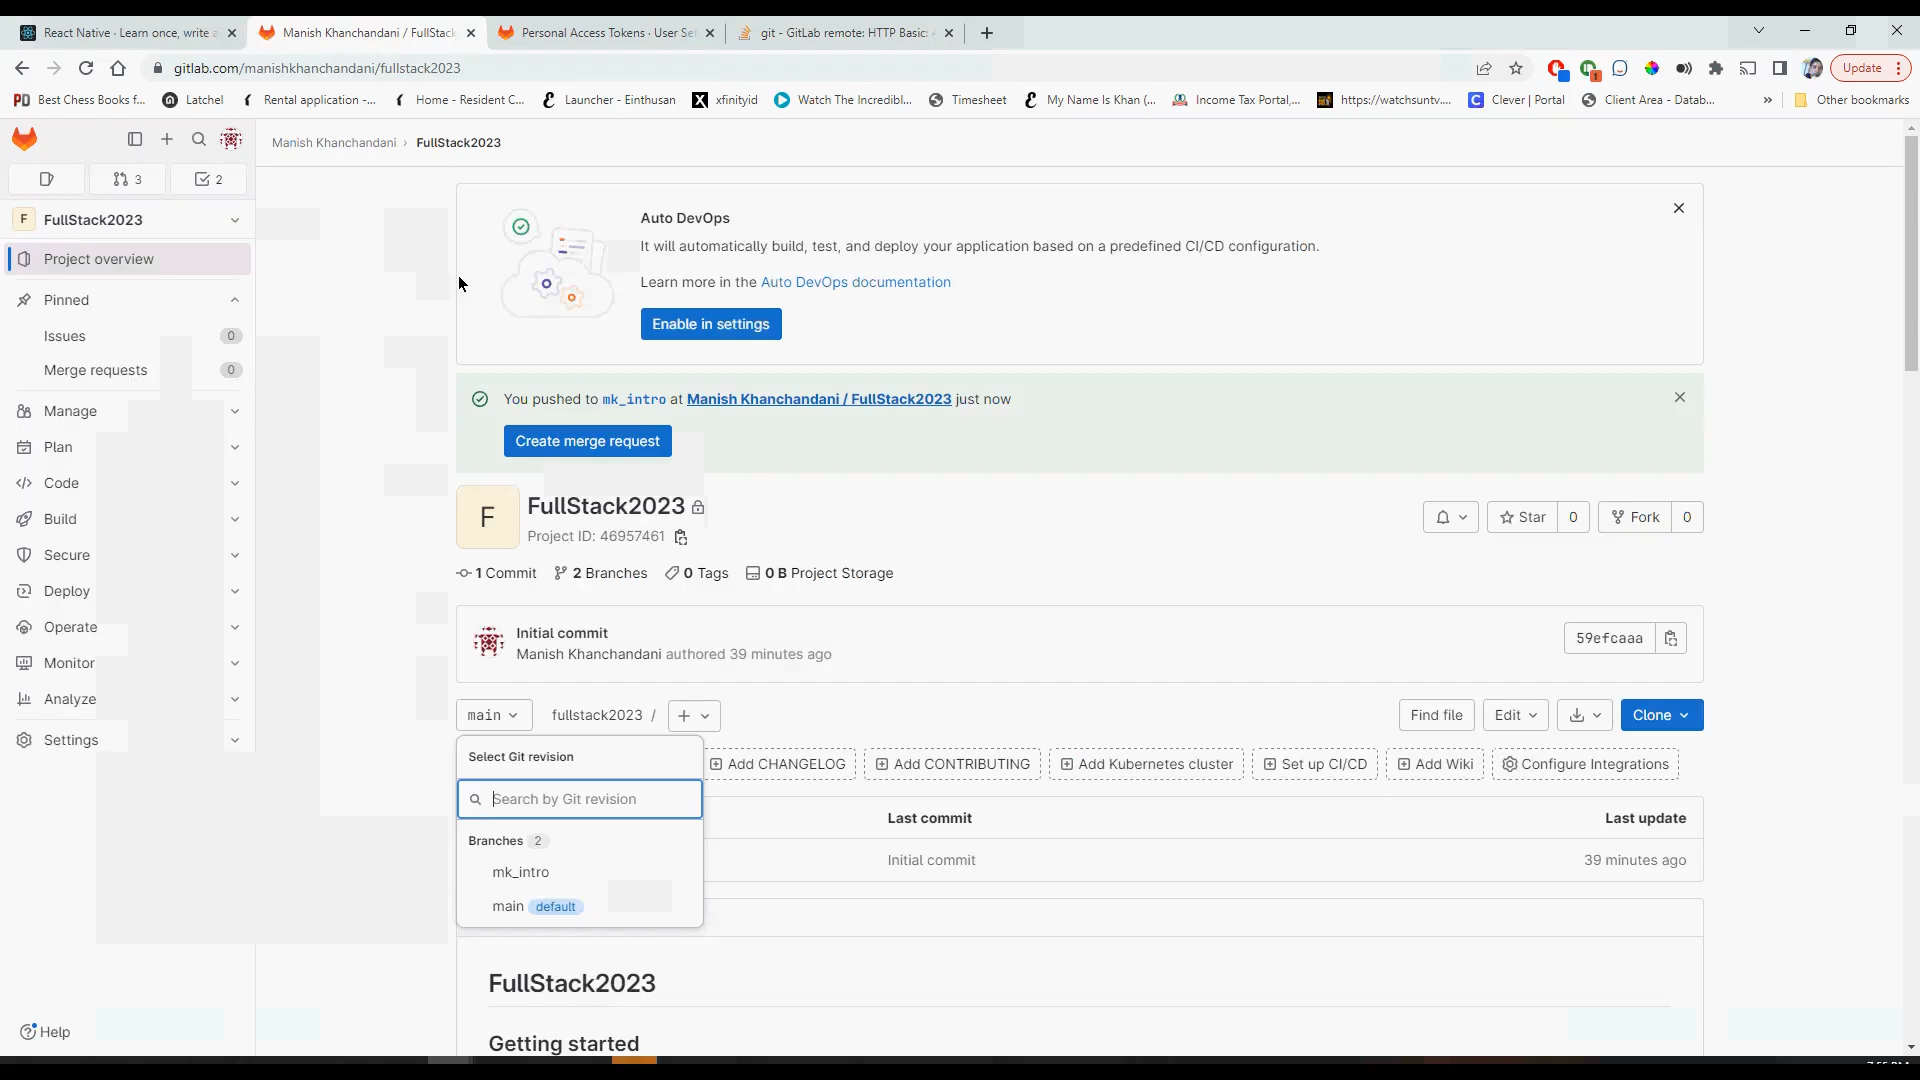 React Native · Learn once, write a
Manish Khanchandani / FullStack
Personal Access Tokens · User Set
git - GitLab remote: HTTP Basic: A
gitlab.com/manishkhanchandani/fullstack2023
Update
Best Chess Books f...
Latchel
Rental application -...
Home - Resident C...
Launcher - Einthusan
xfinityid
Watch The Incredibl...
Timesheet
My Name Is Khan (...
Income Tax Portal,...
https://watchsuntv....
Clever | Portal
Client Area - Datab...
»
Other bookmarks
Manish Khanchandani › FullStack2023
3
2
F FullStack2023
Project overview
Pinned
Issues 0
Merge requests 0
Manage
Plan
Code
Build
Secure
Deploy
Operate
Monitor
Analyze
Settings
Help
Auto DevOps
It will automatically build, test, and deploy your application based on a predefined CI/CD configuration.
Learn more in the Auto DevOps documentation
Enable in settings
You pushed to mk_intro at Manish Khanchandani / FullStack2023 just now
Create merge request
F
FullStack2023
Project ID: 46957461
Star 0
Fork 0
1 Commit 2 Branches 0 Tags 0 B Project Storage
Initial commit
Manish Khanchandani authored 39 minutes ago
59efcaaa
main fullstack2023 / +
Find file Edit Clone
Select Git revision
Search by Git revision
Branches 2
mk_intro
main default
Add CHANGELOG Add CONTRIBUTING Add Kubernetes cluster Set up CI/CD Add Wiki Configure Integrations
Last commit Last update
Initial commit 39 minutes ago
FullStack2023
Getting started